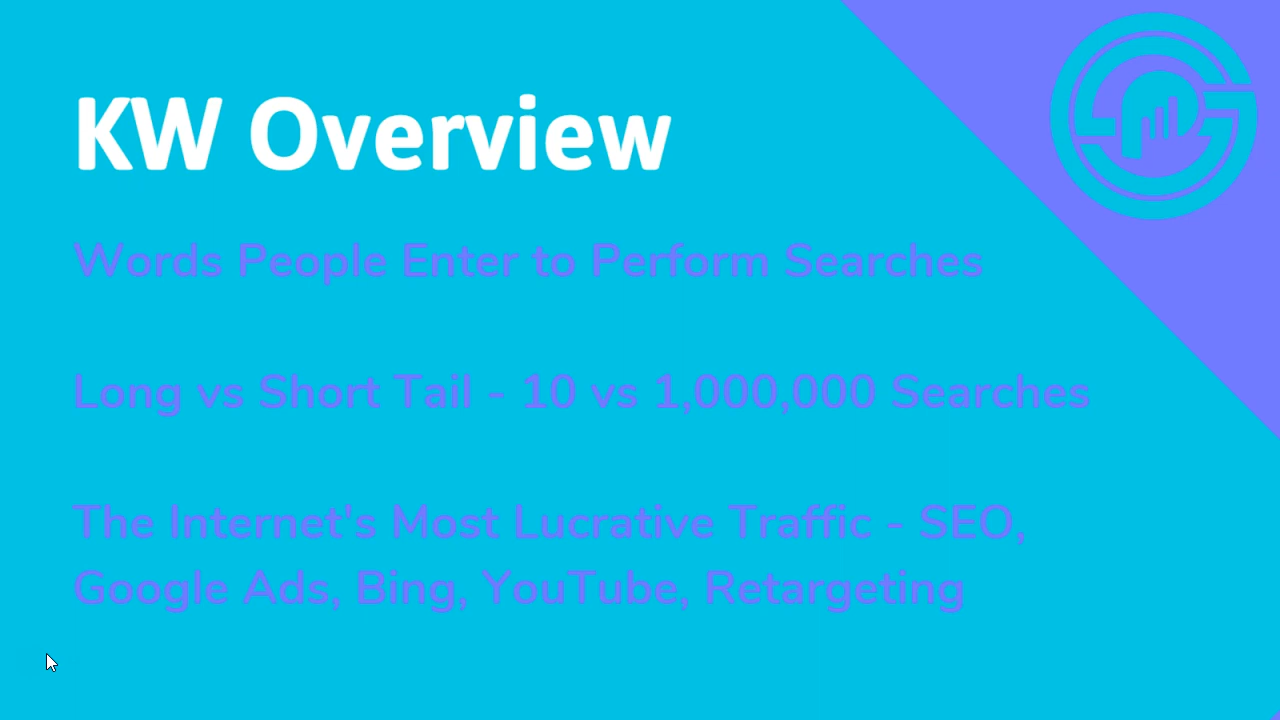 KW Overview
Words People Enter to Perform Searches
Long vs Short Tail - 10 vs 1,000,000 Searches
The Internet's Most Lucrative Traffic - SEO,
Google Ads, Bing, YouTube, Retargeting